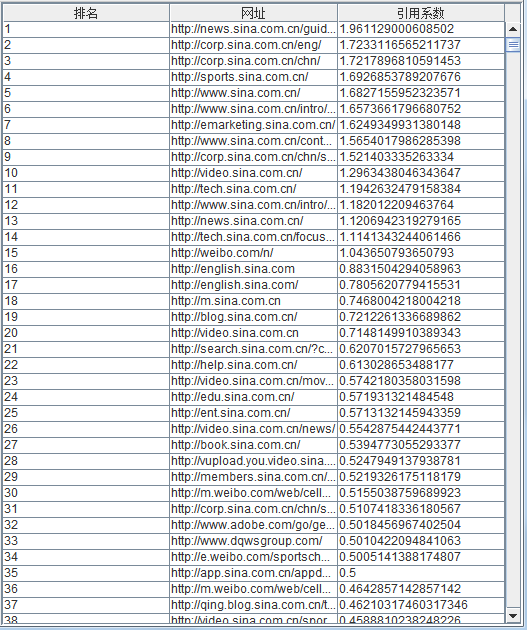 排名 网址 引用系数
1 http://news.sina.com.cn/guid... 1.961129000608502
2 http://corp.sina.com.cn/eng/ 1.7233116565211737
3 http://corp.sina.com.cn/chn/ 1.7217896810591453
4 http://sports.sina.com.cn/ 1.6926853789207676
5 http://www.sina.com.cn/ 1.6827155952323571
6 http://www.sina.com.cn/intro/... 1.6573661796680752
7 http://emarketing.sina.com.cn/ 1.6249349931380148
8 http://www.sina.com.cn/cont... 1.5654017986285398
9 http://corp.sina.com.cn/chn/s... 1.521403335263334
10 http://video.sina.com.cn/ 1.2963438046343647
11 http://tech.sina.com.cn/ 1.1942632479158384
12 http://www.sina.com.cn/intro/... 1.182012209463764
13 http://news.sina.com.cn/ 1.1206942319279165
14 http://tech.sina.com.cn/focus... 1.1141343244061466
15 http://weibo.com/n/ 1.043650793650793
16 http://english.sina.com 0.8831504294058963
17 http://english.sina.com/ 0.7805620779415531
18 http://m.sina.com.cn 0.7468004218004218
19 http://blog.sina.com.cn/ 0.7212261336689862
20 http://video.sina.com.cn 0.7148149910389343
21 http://search.sina.com.cn/?c... 0.6207015727965653
22 http://help.sina.com.cn/ 0.613028653488177
23 http://video.sina.com.cn/mov... 0.5742180358031598
24 http://edu.sina.com.cn/ 0.571931321484548
25 http://ent.sina.com.cn/ 0.5713132145943359
26 http://video.sina.com.cn/news/ 0.5542875442443771
27 http://book.sina.com.cn/ 0.5394773055293377
28 http://vupload.you.video.sina.... 0.5247949137938781
29 http://members.sina.com.cn/... 0.5219326175118179
30 http://m.weibo.com/web/cell... 0.5155038759689923
31 http://corp.sina.com.cn/chn/s... 0.5107418336180567
32 http://www.adobe.com/go/ge... 0.5018456967402504
33 http://www.dqwsgroup.com/ 0.5010422094841063
34 http://e.weibo.com/sportsch... 0.5005141388174807
35 http://app.sina.com.cn/appd... 0.5
36 http://m.weibo.com/web/cell... 0.4642857142857142
37 http://qing.blog.sina.com.cn/t... 0.46210317460317346
38 http://video.sina.com.cn/spor... 0.4588810238248226